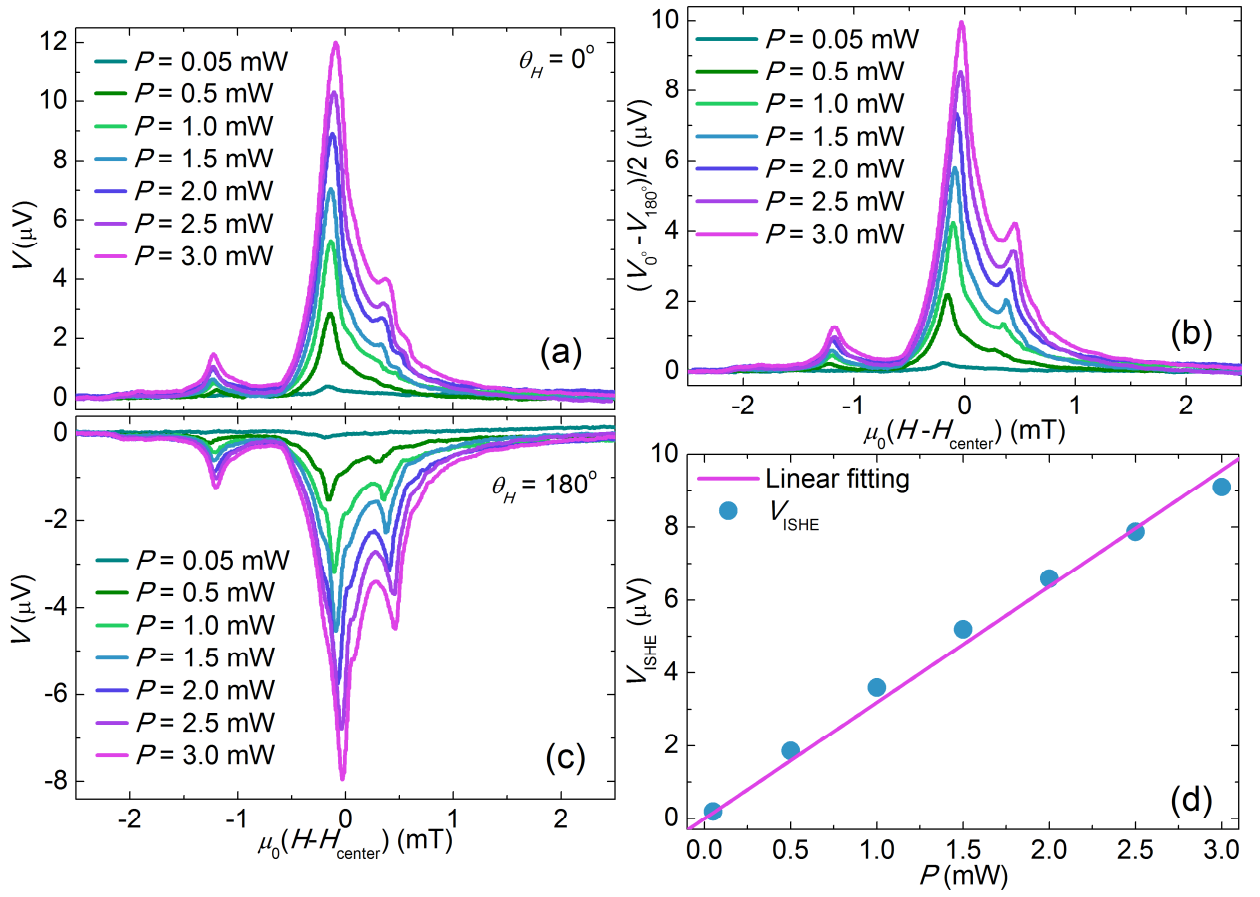 12
10
8
6
4
2
0
V (μV)
P = 0.05 mW
P = 0.5 mW
P = 1.0 mW
P = 1.5 mW
P = 2.0 mW
P = 2.5 mW
P = 3.0 mW
θH = 0°
(a)
0
-2
-4
-6
-8
V (μV)
θH = 180°
P = 0.05 mW
P = 0.5 mW
P = 1.0 mW
P = 1.5 mW
P = 2.0 mW
P = 2.5 mW
P = 3.0 mW
(c)
-2 -1 0 1 2
μ0(H-Hcenter) (mT)
10
8
6
4
2
0
(V0° - V180°)/2 (μV)
P = 0.05 mW
P = 0.5 mW
P = 1.0 mW
P = 1.5 mW
P = 2.0 mW
P = 2.5 mW
P = 3.0 mW
(b)
-2 -1 0 1 2
μ0(H-Hcenter) (mT)
10
8
6
4
2
0
VISHE (μV)
Linear fitting
VISHE
(d)
0.0 0.5 1.0 1.5 2.0 2.5 3.0
P (mW)